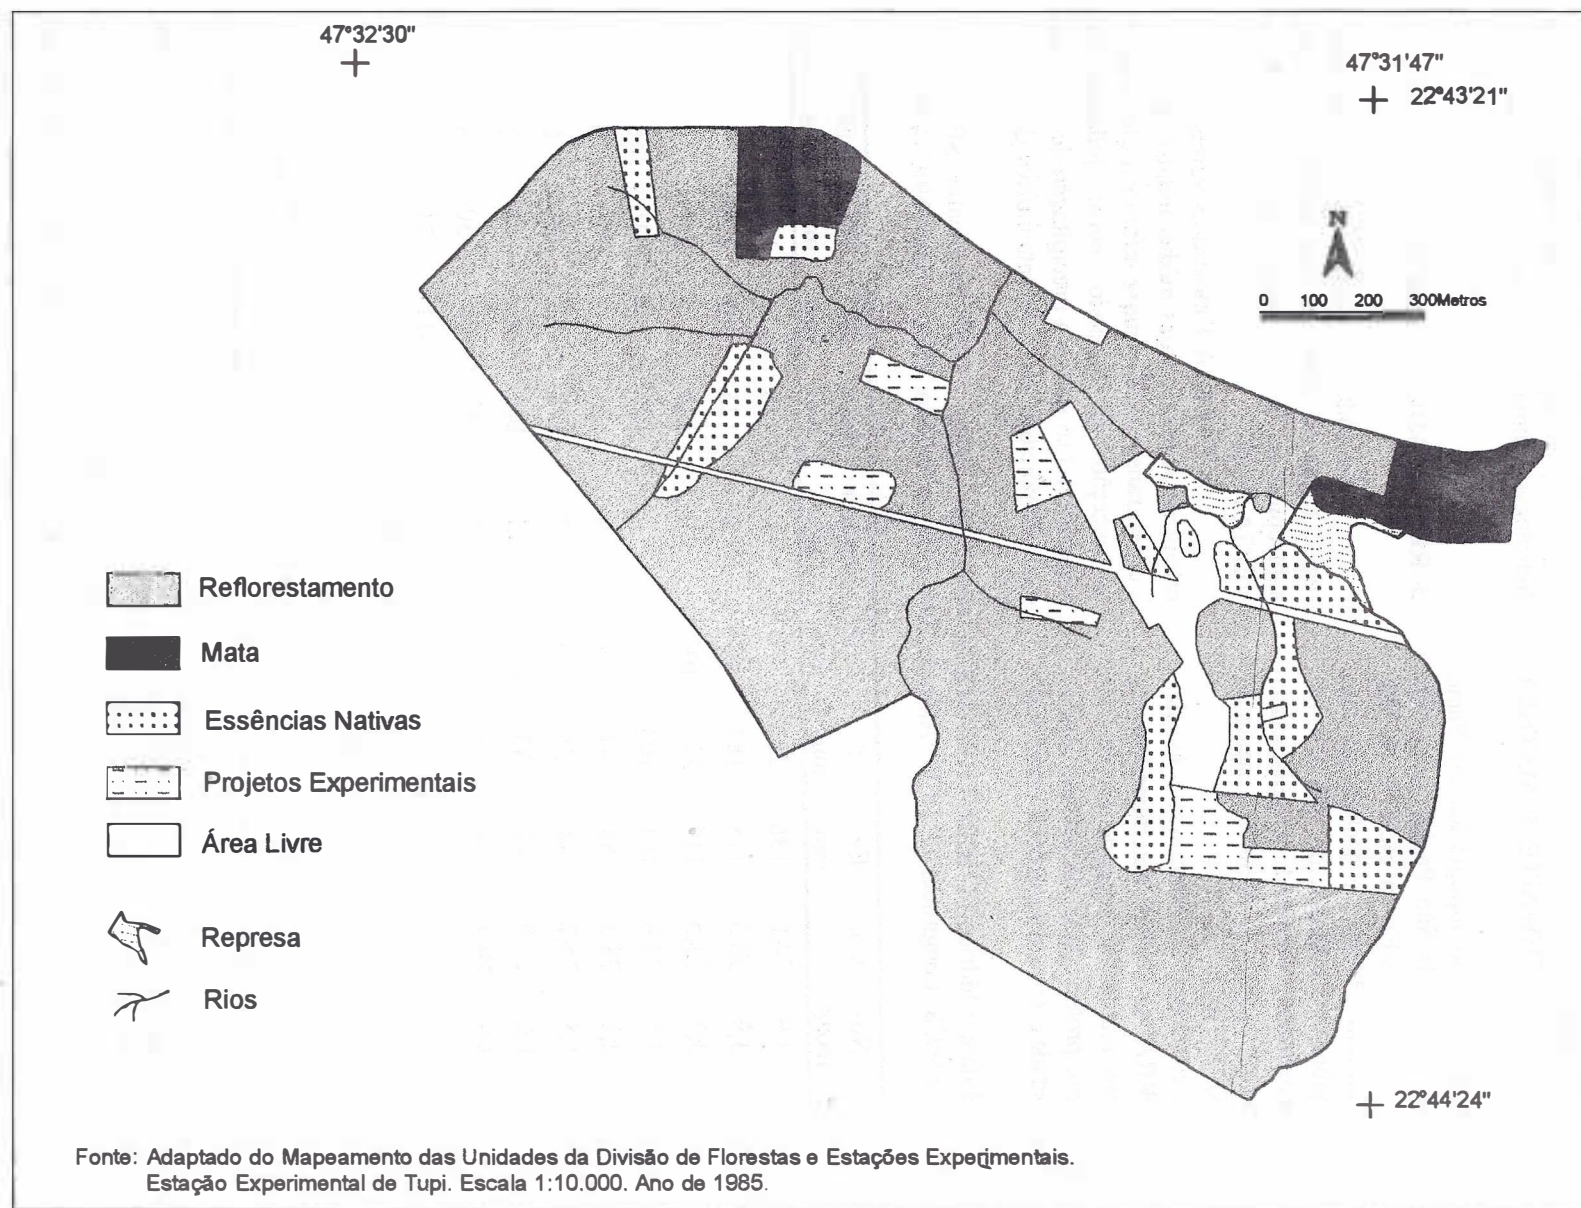 47°32'30"
47°31'47"
22°43'21"
N
0 100 200 300Metros
Reflorestamento
Mata
Essências Nativas
Projetos Experimentais
Área Livre
Represa
Rios
22°44'24"
Fonte: Adaptado do Mapeamento das Unidades da Divisão de Florestas e Estações Experimentais.
Estação Experimental de Tupi. Escala 1:10.000. Ano de 1985.